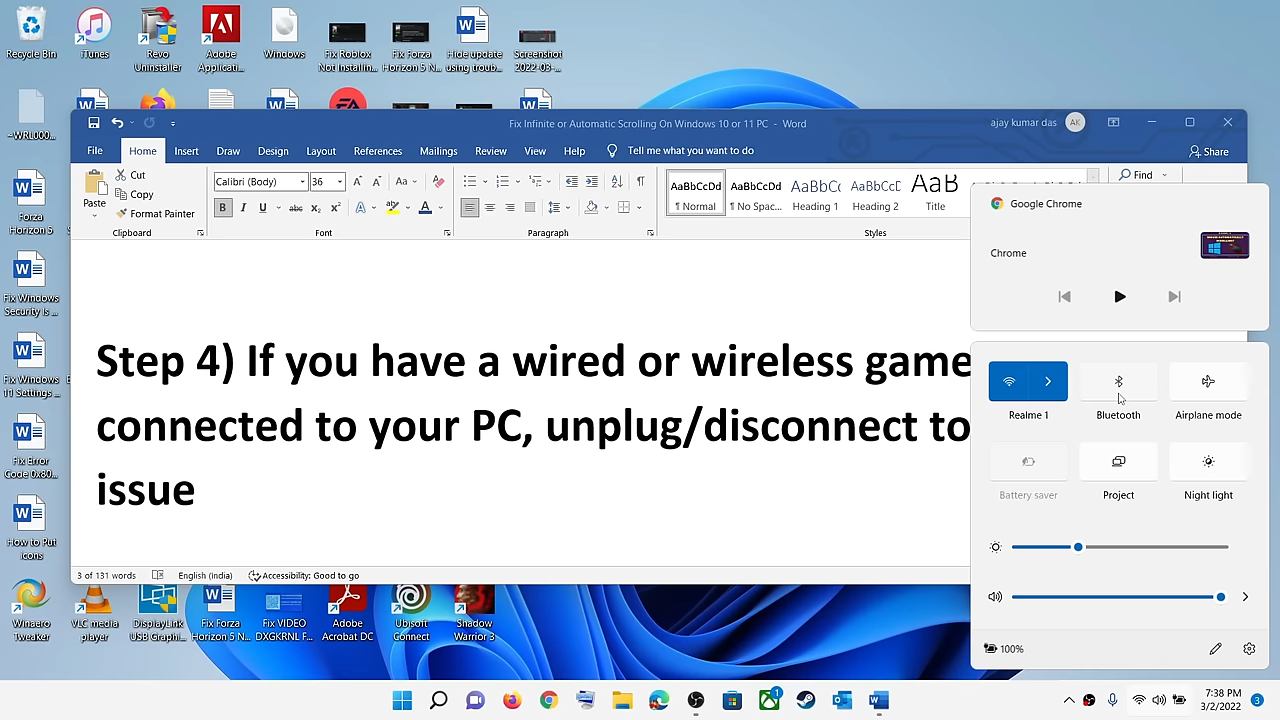 Recycle Bin
iTunes
Revo
Uninstaller
Adobe
Applicati...
Windows
Fix Roblox
Not Installin...
Fix Forza
Horizon 5 N...
Hide update
using troub...
Screenshot
2022-03-...
~WRL000...
Forza
Horizon 5
Fix Windows
Security is ...
Fix Windows
11 Settings ...
Fix Error
Code 0x80...
How to Put
icons
Fix Infinite or Automatic Scrolling On Windows 10 or 11 PC - Word
ajay kumar das
AK
File
Home
Insert
Draw
Design
Layout
References
Mailings
Review
View
Help
Tell me what you want to do
Share
Paste
Cut
Copy
Format Painter
Clipboard
Calibri (Body)
36
Font
Paragraph
AaBbCcDd
¶ Normal
AaBbCcDd
¶ No Spac...
AaBbCc
Heading 1
AaBbCcD
Heading 2
AaB
Title
Styles
Find
Step 4) If you have a wired or wireless game
connected to your PC, unplug/disconnect to
issue
3 of 131 words
English (india)
Accessibility: Good to go
Google Chrome
Chrome
Realme 1
Bluetooth
Airplane mode
Battery saver
Project
Night light
100%
Winaero
Tweaker
VLC media
player
DisplayLink
USB Graphi...
Fix Forza
Horizon 5 N...
Fix VIDEO
DXGKRNL F...
Adobe
Acrobat DC
Ubisoft
Connect
Shadow
Warrior 3
1
7:38 PM
3/2/2022
3